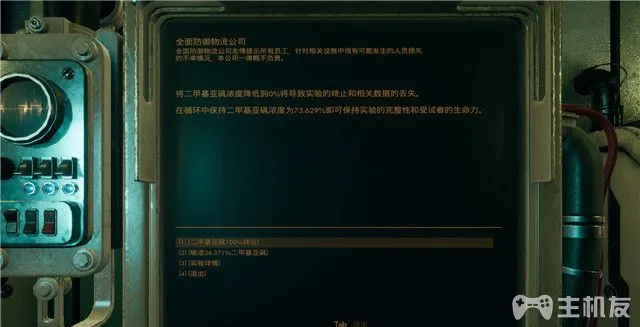 全面防御物流公司
全面防御物流公司友情提示所有员工，针对相关设施中很有可能发生的人员损失
的不幸情况，本公司一律概不负责。
将二甲基亚砜浓度降低到0%将导致实验的终止和相关数据的丢失。
在循环中保持二甲基亚砜浓度为73.629%即可保持实验的完整性和受试者的生命力。
[1] [二甲基亚砜100%转运]
[2] [输送26.371%二甲基亚砜]
[3] [实验详情]
[4] [退出]
Tab 退出
主机友